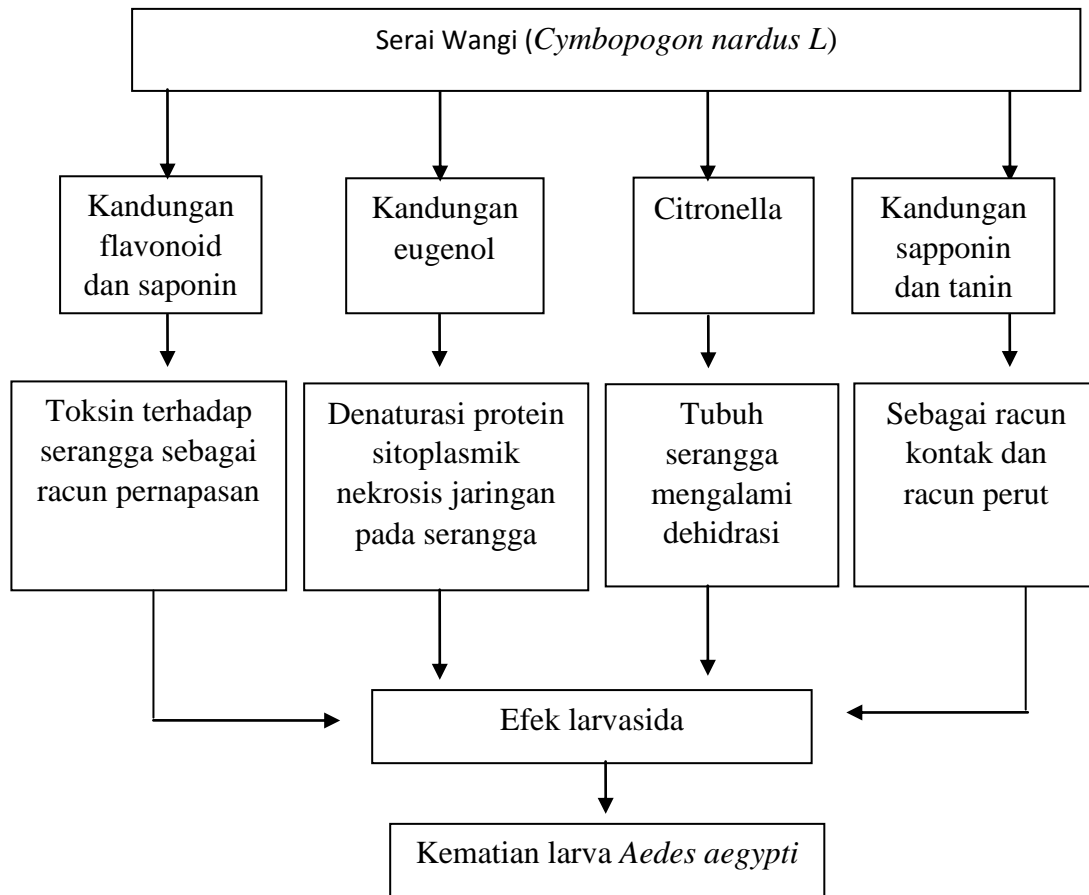 Serai Wangi (Cymbopogon nardus L)
Kandungan
flavonoid
dan saponin
Kandungan
eugenol
Citronella
Kandungan
sapponin
dan tanin
Toksin terhadap
serangga sebagai
racun pernapasan
Denaturasi protein
sitoplasmik
nekrosis jaringan
pada serangga
Tubuh
serangga
mengalami
dehidrasi
Sebagai racun
kontak dan
racun perut
Efek larvasida
Kematian larva Aedes aegypti